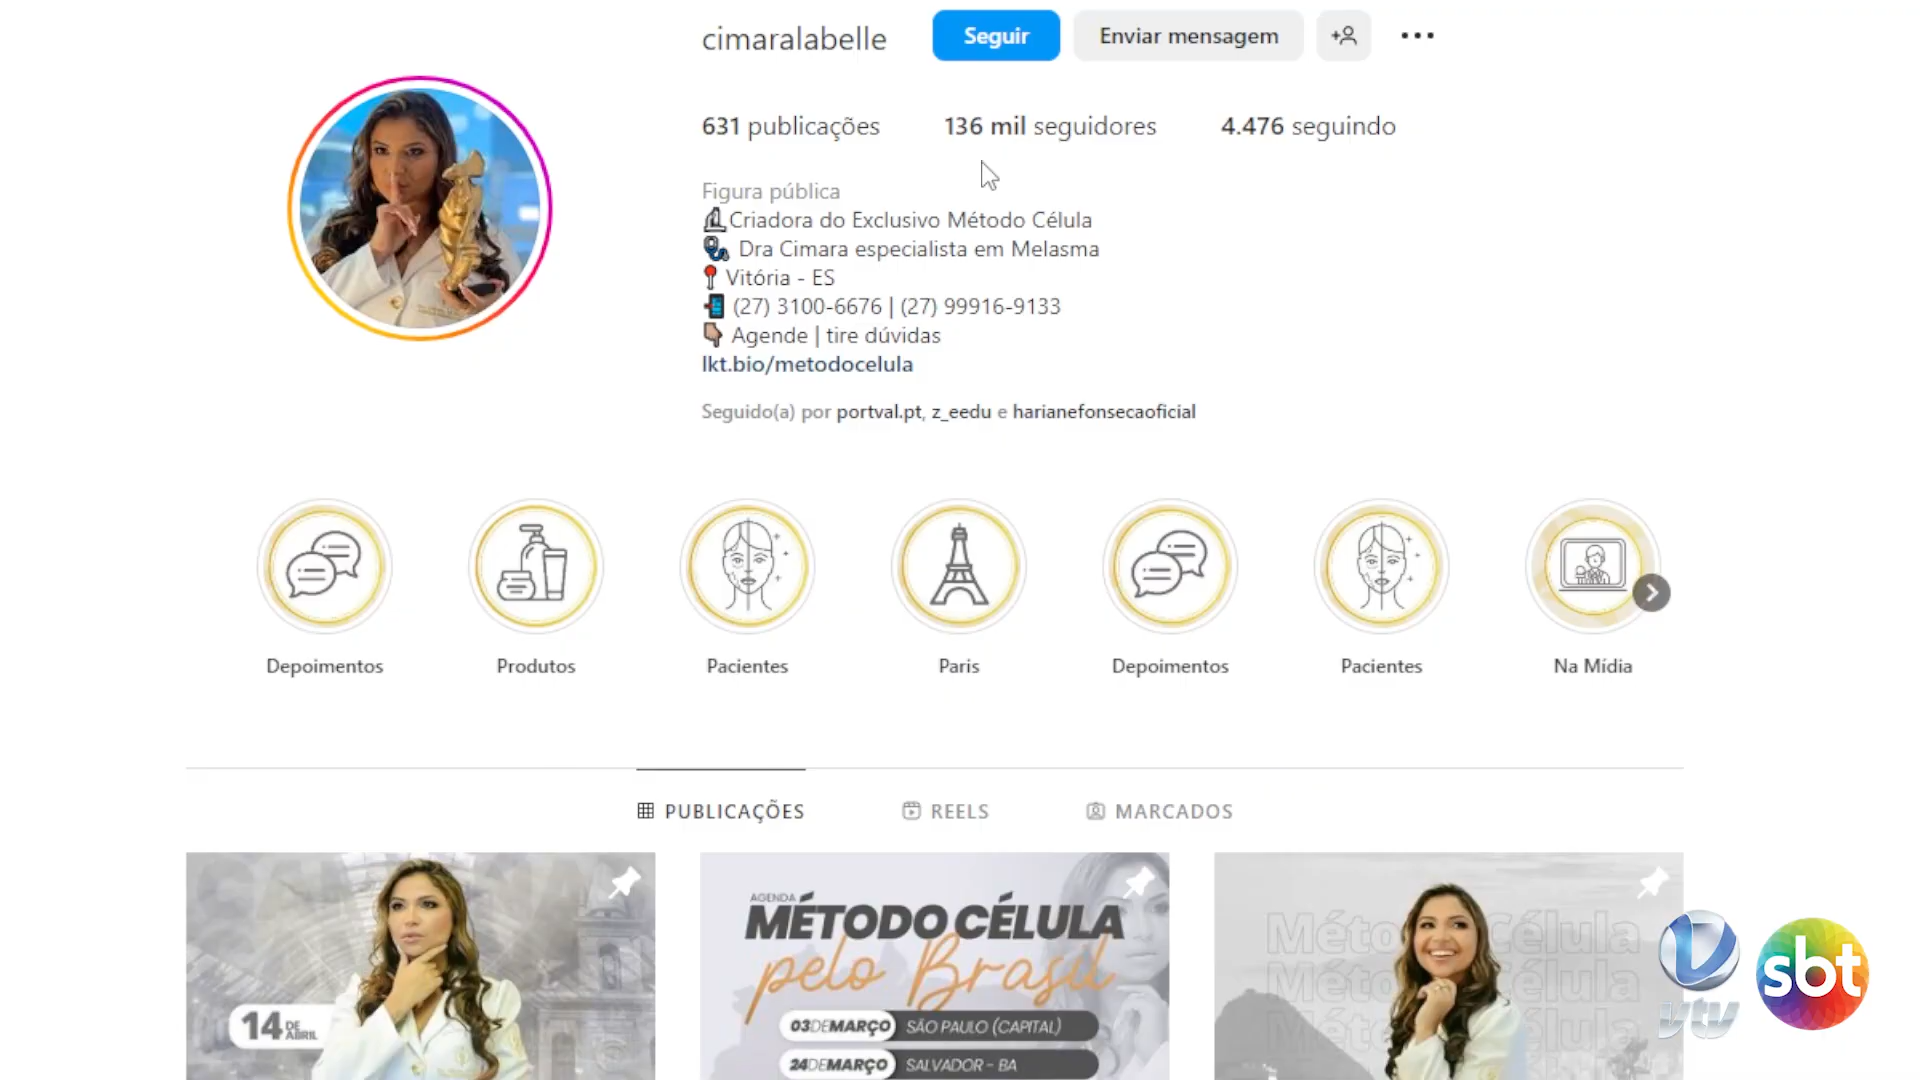 cimaralabelle
Seguir
Enviar mensagem
631 publicações
136 mil seguidores
4.476 seguindo
Figura pública
Criadora do Exclusivo Método Célula
Dra Cimara especialista em Melasma
Vitória - ES
(27) 3100-6676 | (27) 99916-9133
Agende | tire dúvidas
lkt.bio/metodocelula
Seguido(a) por portval.pt, z_eedu e harianefonsecaoficial
Depoimentos
Produtos
Pacientes
Paris
Depoimentos
Pacientes
Na Mídia
PUBLICAÇÕES
REELS
MARCADOS
14 DE ABRIL
AGENDA
MÉTODO CÉLULA
pelo Brasil
03 DE MARÇO SÃO PAULO (CAPITAL)
24 DE MARÇO SALVADOR - BA
Método Célula
Método Célula
vtv
sbt